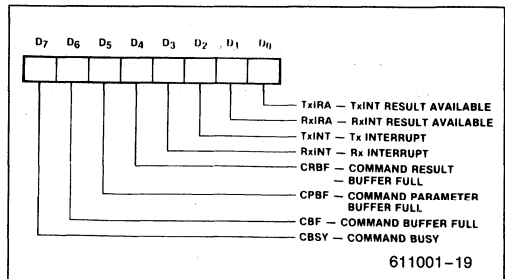 D7 D6 D5 D4 D3 D2 D1 D0
TxIRA — TxINT RESULT AVAILABLE
RxIRA — RxINT RESULT AVAILABLE
TxINT — Tx INTERRUPT
RxINT — Rx INTERRUPT
CRBF — COMMAND RESULT
— BUFFER FULL
CPBF — COMMAND PARAMETER
BUFFER FULL
CBF — COMMAND BUFFER FULL
CBSY — COMMAND BUSY
611001-19